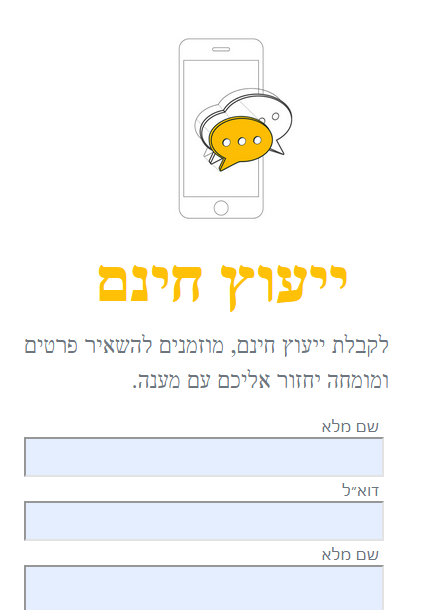 ייעוץ חינם
לקבלת ייעוץ חינם, מוזמנים להשאיר פרטים
ומומחה יחזור אליכם עם מענה.
שם מלא
דוא״ל
שם מלא